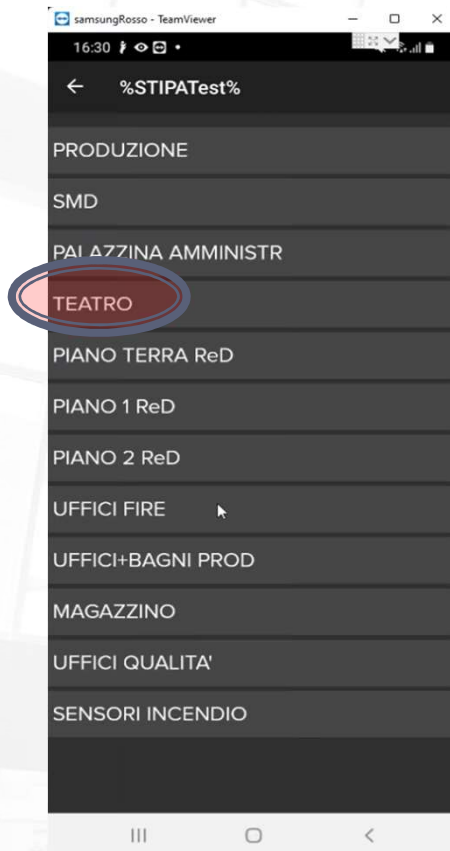 samsungRosso - TeamViewer
16:30
%STIPATest%
PRODUZIONE
SMD
PALAZZINA AMMINISTR
TEATRO
PIANO TERRA ReD
PIANO 1 ReD
PIANO 2 ReD
UFFICI FIRE
UFFICI+BAGNI PROD
MAGAZZINO
UFFICI QUALITA'
SENSORI INCENDIO